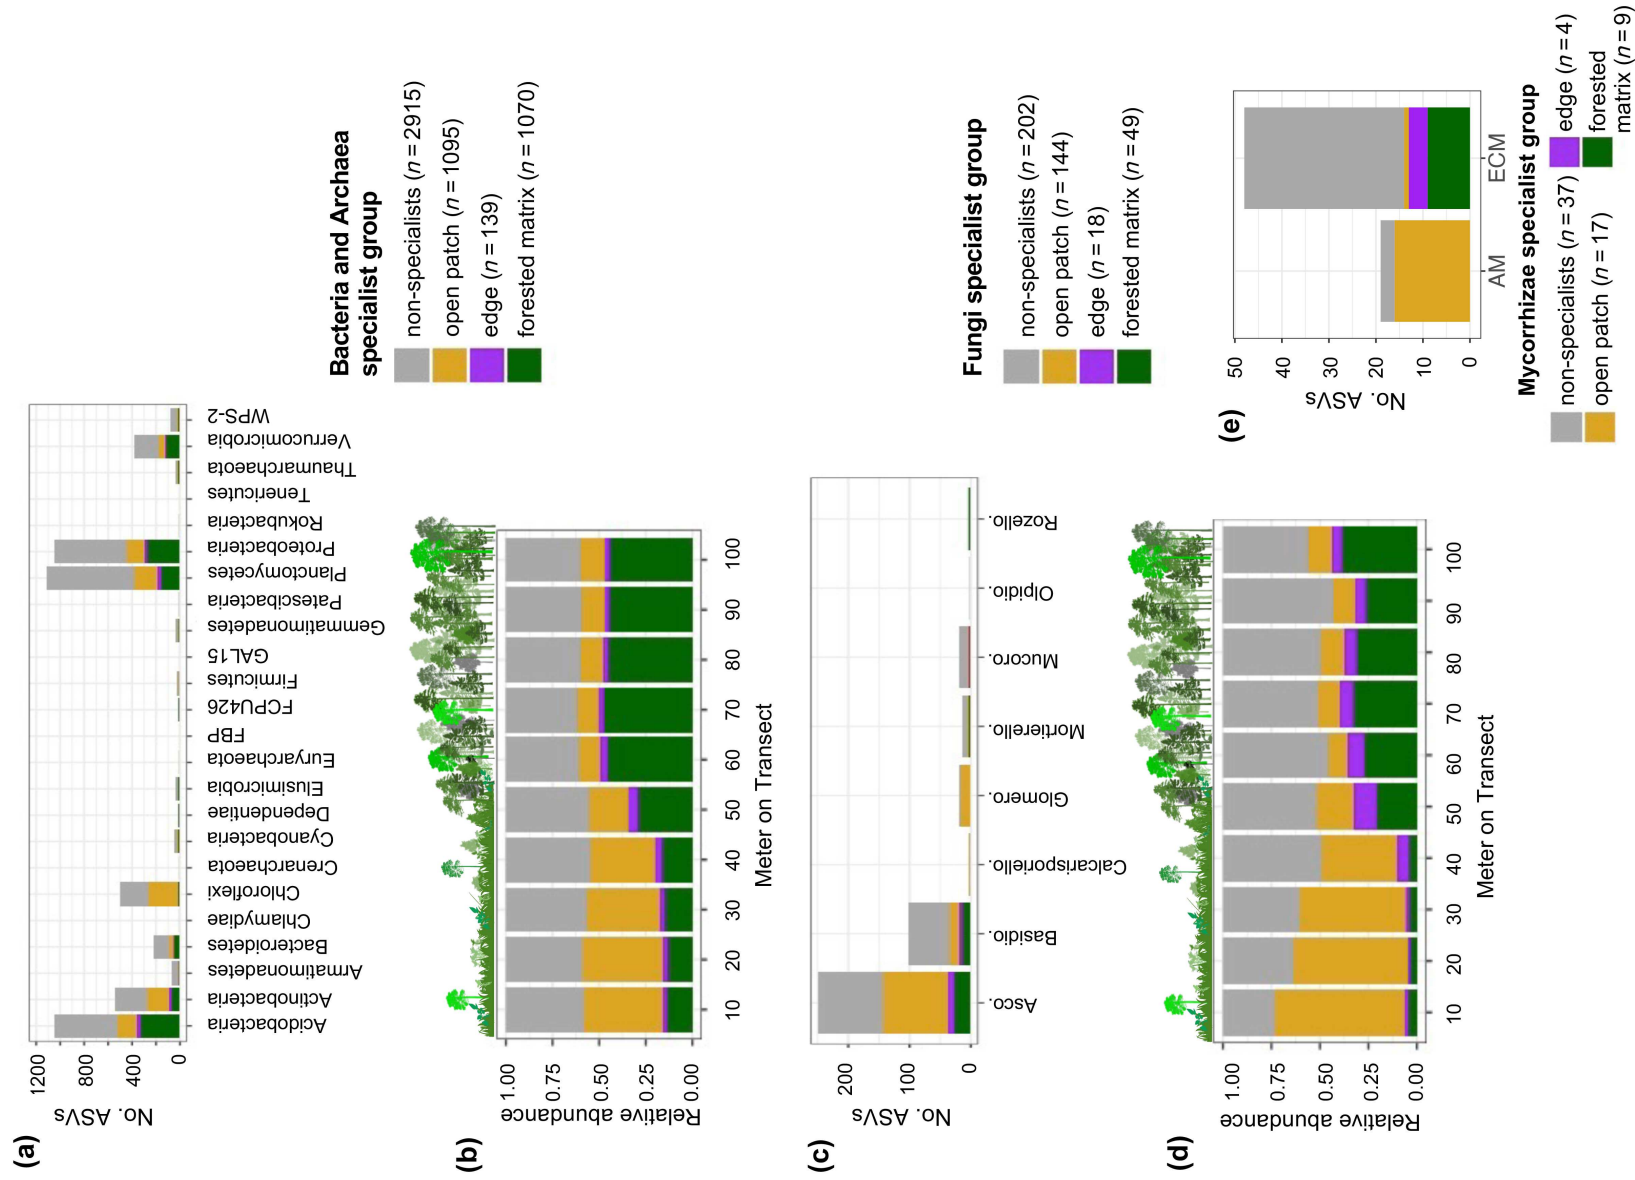 (a)
No. ASVs
1200
800
400
0
Acidobacteria
Actinobacteria
Armatimonadetes
Bacteroidetes
Chlamydiae
Chloroflexi
Crenarchaeota
Cyanobacteria
Dependentiae
Elusimicrobia
Euryarchaeota
FBP
FCPU426
Firmicutes
GAL15
Gemmatimonadetes
Patescibacteria
Planctomycetes
Proteobacteria
Rokubacteria
Tenericutes
Thaumarchaeota
Verrucomicrobia
WPS-2
Bacteria and Archaea
specialist group
non-specialists (n = 2915)
open patch (n = 1095)
edge (n = 139)
forested matrix (n = 1070)
(b)
Relative abundance
1.00
0.75
0.50
0.25
0.00
10 20 30 40 50 60 70 80 90 100
Meter on Transect
(c)
No. ASVs
200
100
0
Asco.
Basidio.
Calcarisporiello.
Glomero.
Mortierello.
Mucoro.
Olpidio.
Rozello.
Fungi specialist group
non-specialists (n = 202)
open patch (n = 144)
edge (n = 18)
forested matrix (n = 49)
(d)
Relative abundance
1.00
0.75
0.50
0.25
0.00
10 20 30 40 50 60 70 80 90 100
Meter on Transect
(e)
No. ASVs
50
40
30
20
10
0
AM ECM
Mycorrhizae specialist group
non-specialists (n = 37)
open patch (n = 17)
edge (n = 4)
forested
matrix (n = 9)